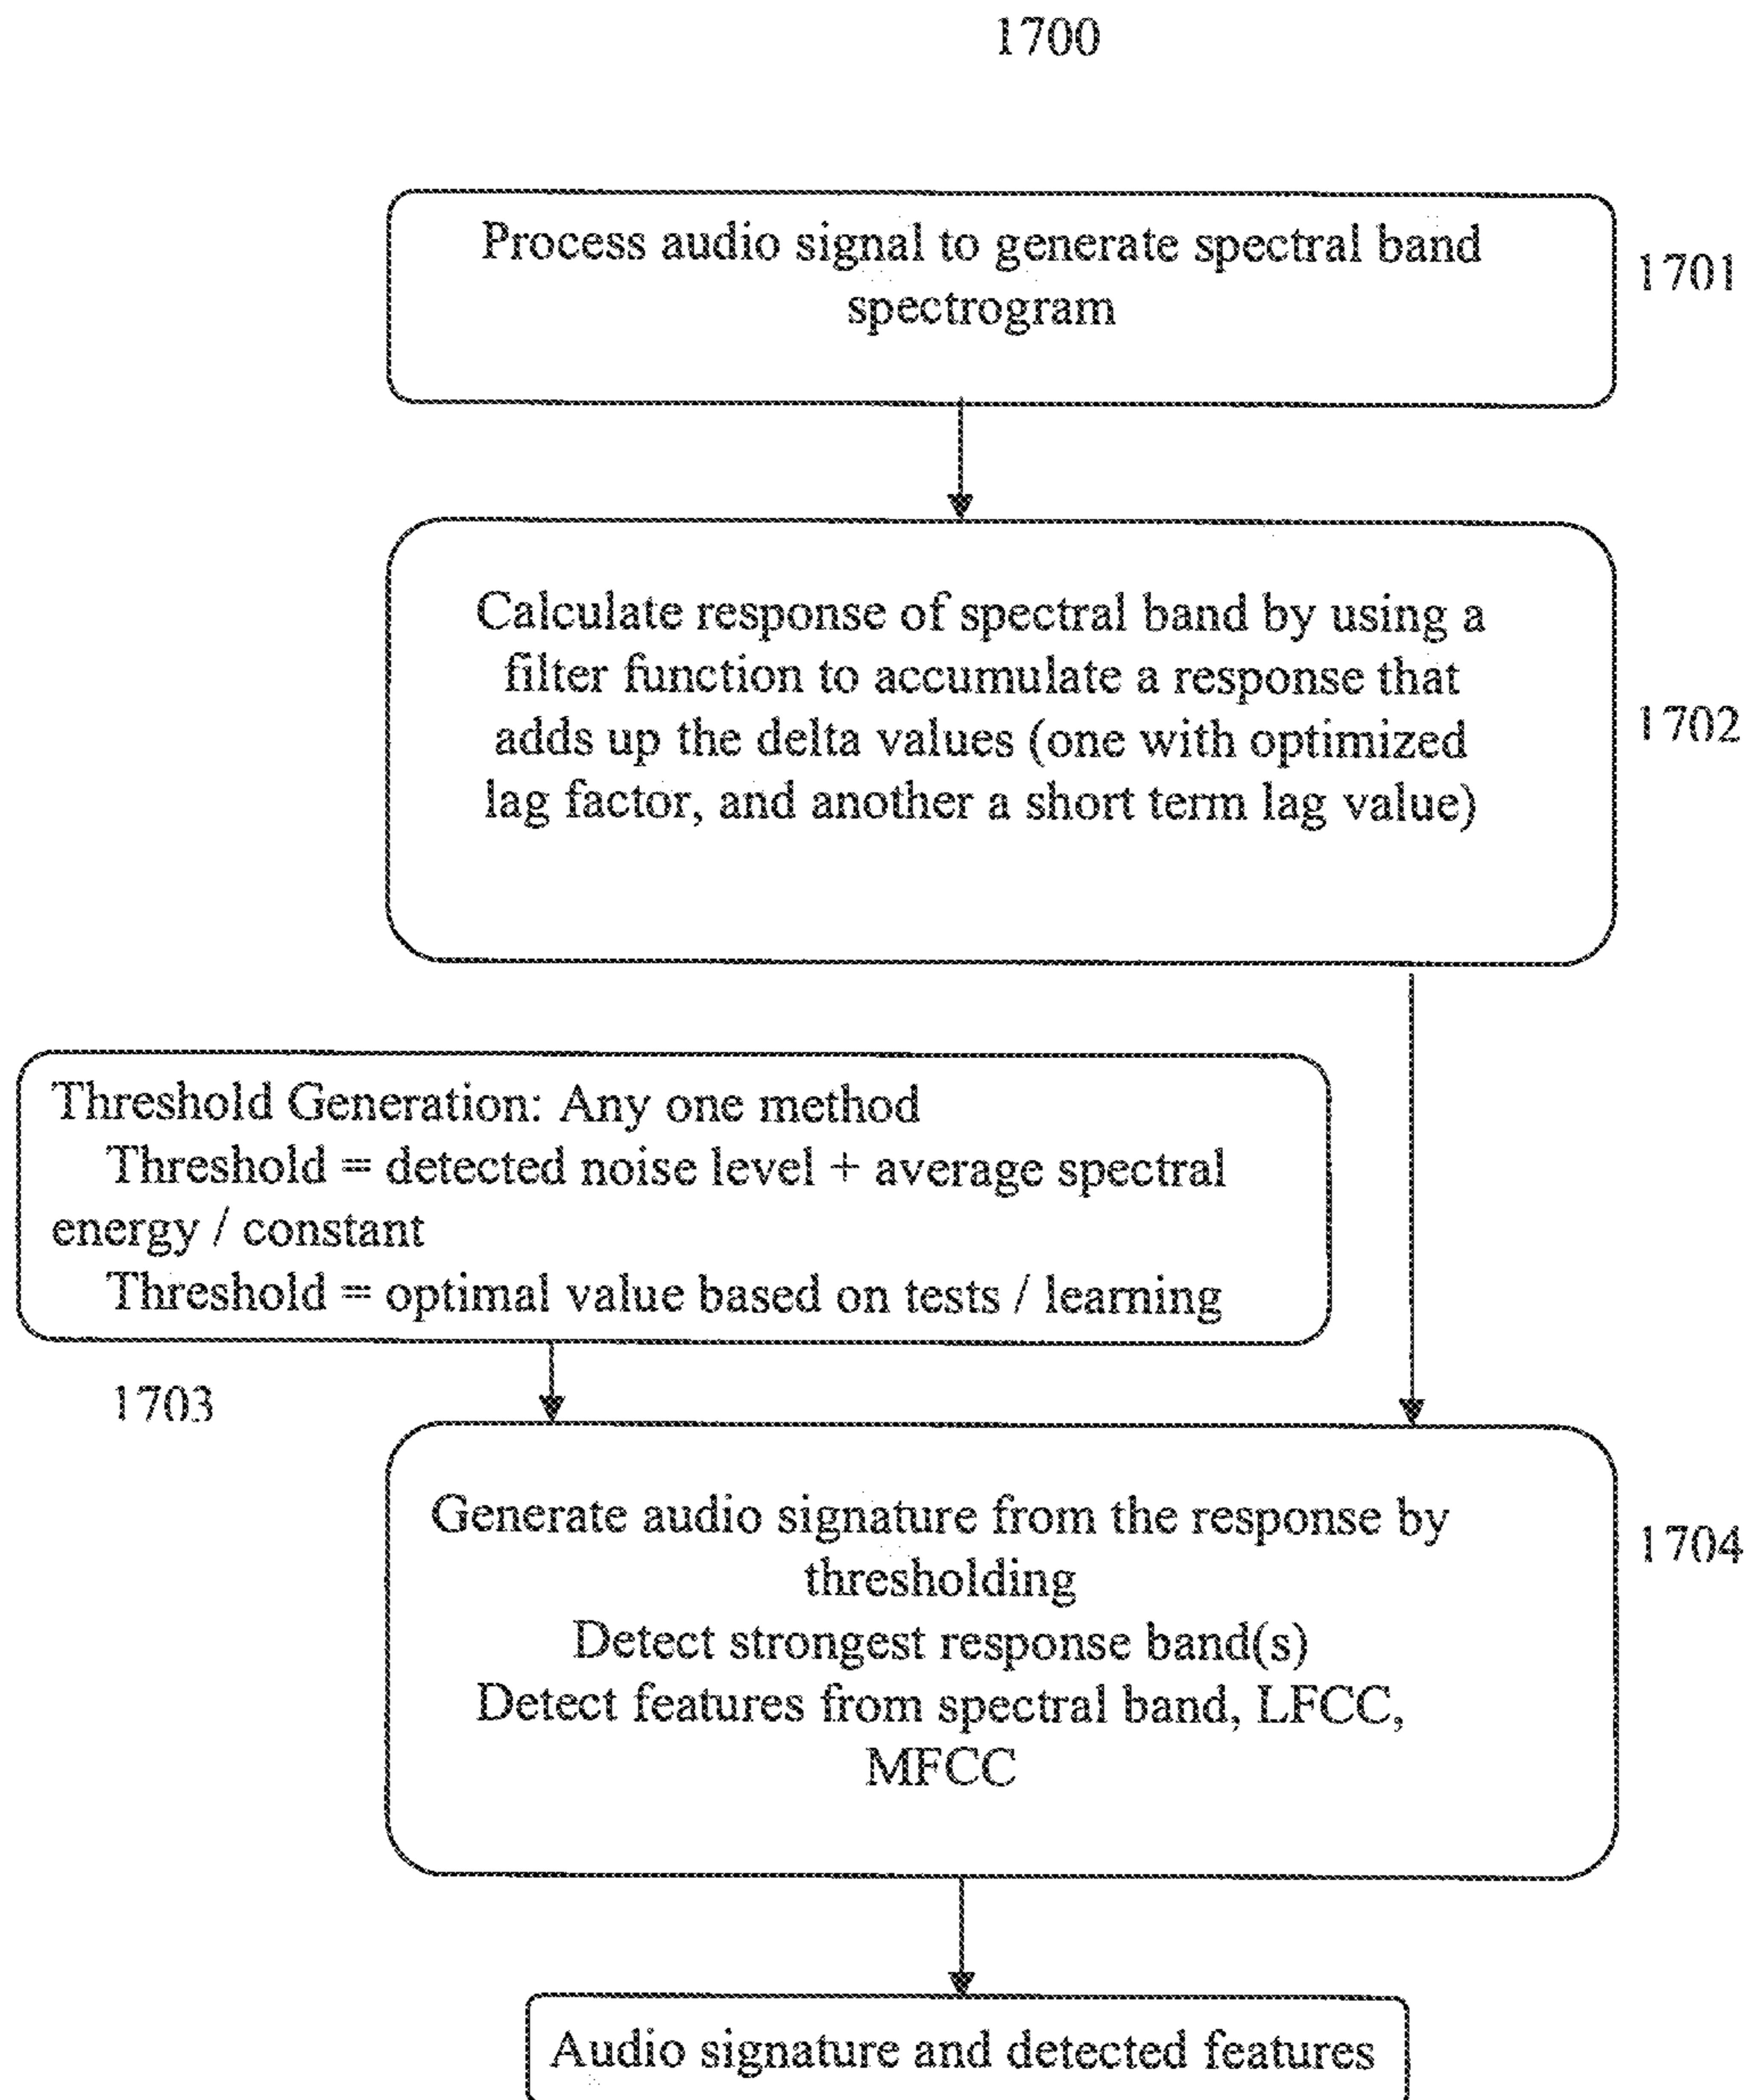 1700
Process audio signal to generate spectral band
spectrogram
1701
Calculate response of spectral band by using a
filter function to accumulate a response that
adds up the delta values (one with optimized
lag factor, and another a short term lag value)
1702
Threshold Generation: Any one method
Threshold = detected noise level + average spectral
energy / constant
Threshold = optimal value based on tests / learning
1703
Generate audio signature from the response by
thresholding
Detect strongest response band(s)
Detect features from spectral band, LFCC,
MFCC
1704
Audio signature and detected features